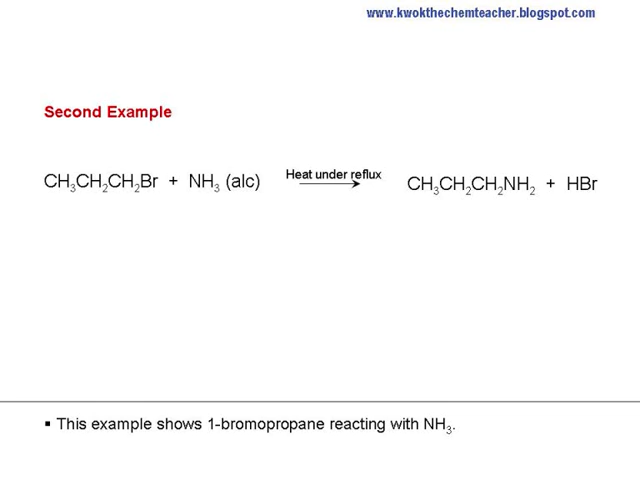 www.kwokthechemteacher.blogspot.com
Second Example
CH₃CH₂CH₂Br + NH₃ (alc) Heat under reflux CH₃CH₂CH₂NH₂ + HBr
▪ This example shows 1-bromopropane reacting with NH₃.